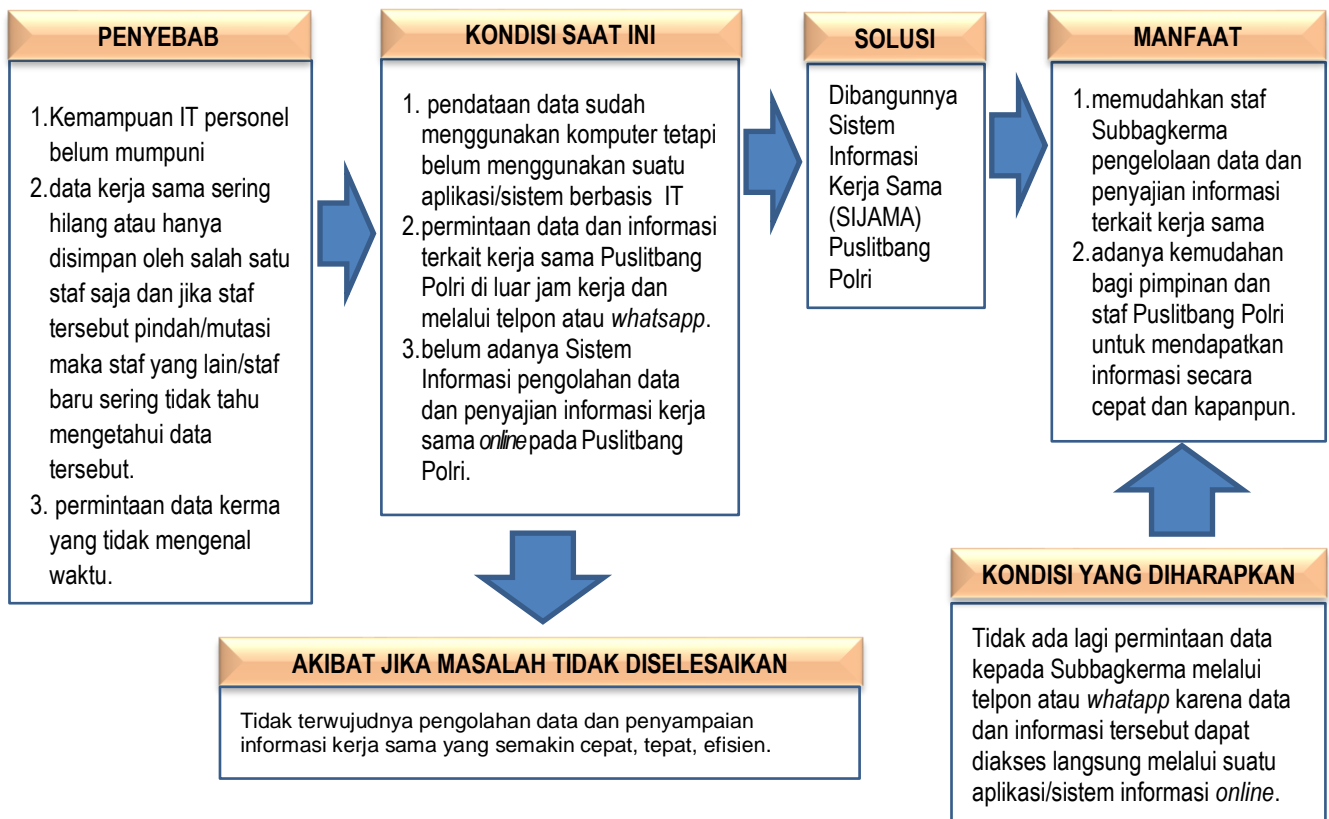 PENYEBAB
1.Kemampuan IT personel
belum mumpuni
2.data kerja sama sering
hilang atau hanya
disimpan oleh salah satu
staf saja dan jika staf
tersebut pindah/mutasi
maka staf yang lain/staf
baru sering tidak tahu
mengetahui data
tersebut.
3. permintaan data kerma
yang tidak mengenal
waktu.
KONDISI SAAT INI
1. pendataan data sudah
menggunakan komputer tetapi
belum menggunakan suatu
aplikasi/sistem berbasis IT
2.permintaan data dan informasi
terkait kerja sama Puslitbang
Polri di luar jam kerja dan
melalui telpon atau whatsapp.
3.belum adanya Sistem
Informasi pengolahan data
dan penyajian informasi kerja
sama online pada Puslitbang
Polri.
SOLUSI
Dibangunnya
Sistem
Informasi
Kerja Sama
(SIJAMA)
Puslitbang
Polri
MANFAAT
1.memudahkan staf
Subbagkerma
pengelolaan data dan
penyajian informasi
terkait kerja sama
2.adanya kemudahan
bagi pimpinan dan
staf Puslitbang Polri
untuk mendapatkan
informasi secara
cepat dan kapanpun.
AKIBAT JIKA MASALAH TIDAK DISELESAIKAN
Tidak terwujudnya pengolahan data dan penyampaian
informasi kerja sama yang semakin cepat, tepat, efisien.
KONDISI YANG DIHARAPKAN
Tidak ada lagi permintaan data
kepada Subbagkerma melalui
telpon atau whatapp karena data
dan informasi tersebut dapat
diakses langsung melalui suatu
aplikasi/sistem informasi online.